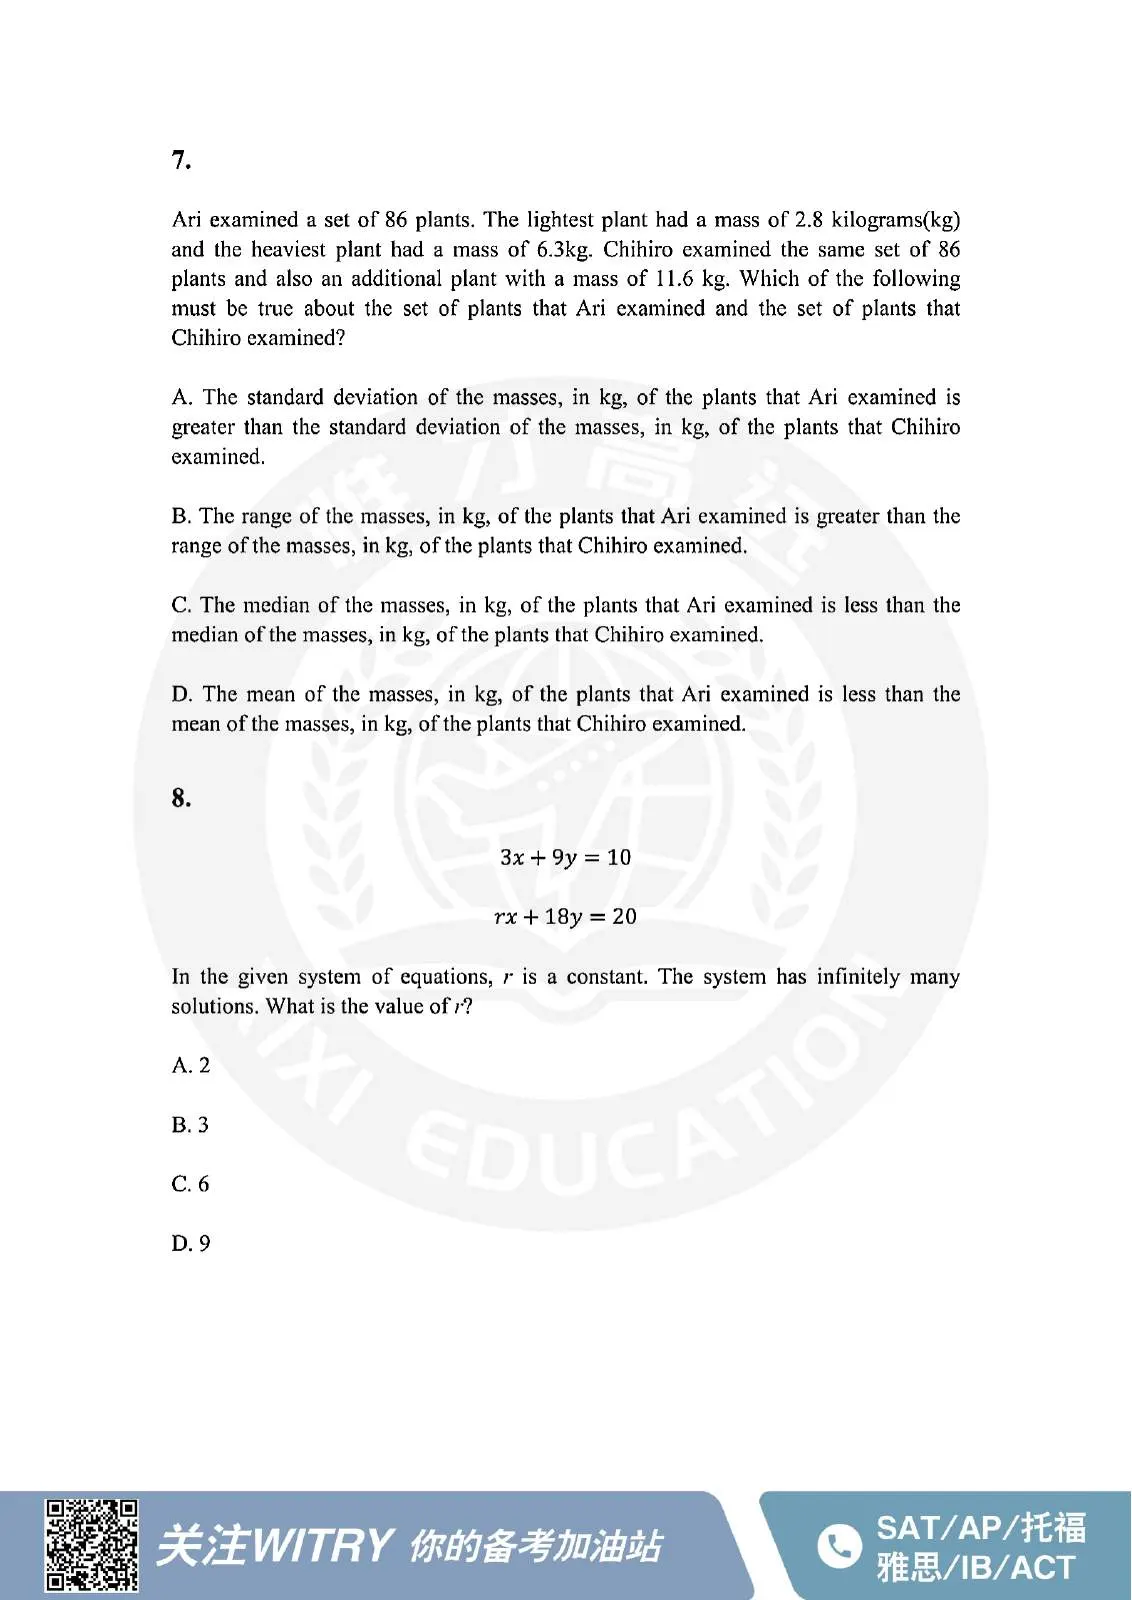 7.
Ari examined a set of 86 plants. The lightest plant had a mass of 2.8 kilograms(kg)
and the heaviest plant had a mass of 6.3kg. Chihiro examined the same set of 86
plants and also an additional plant with a mass of 11.6 kg. Which of the following
must be true about the set of plants that Ari examined and the set of plants that
Chihiro examined?
A. The standard deviation of the masses, in kg, of the plants that Ari examined is
greater than the standard deviation of the masses, in kg, of the plants that Chihiro
examined.
B. The range of the masses, in kg, of the plants that Ari examined is greater than the
range of the masses, in kg, of the plants that Chihiro examined.
C. The median of the masses, in kg, of the plants that Ari examined is less than the
median of the masses, in kg, of the plants that Chihiro examined.
D. The mean of the masses, in kg, of the plants that Ari examined is less than the
mean of the masses, in kg, of the plants that Chihiro examined.
8.
3x + 9y = 10
rx + 18y = 20
In the given system of equations, r is a constant. The system has infinitely many
solutions. What is the value of r?
A. 2
B. 3
C. 6
D. 9
惟力高远
EDUCATION
关注WITRY 你的备考加油站
SAT/AP/托福
雅思/IB/ACT